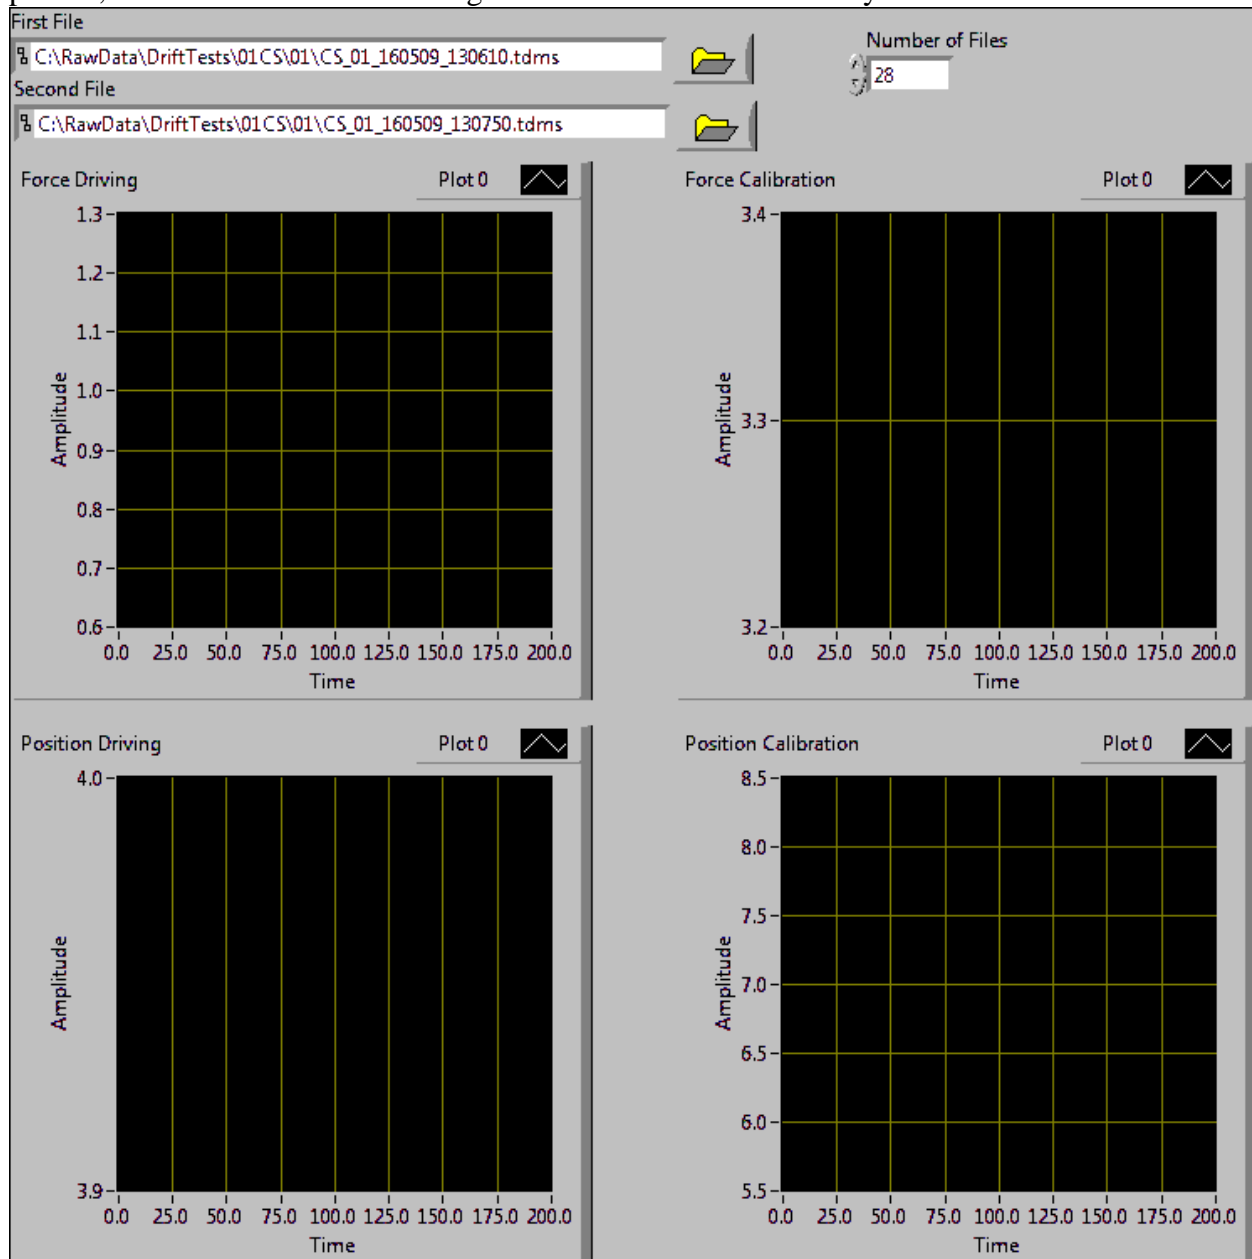 First File
C:\RawData\DriftTests\01CS\01\CS_01_160509_130610.tdms
Number of Files
28
Second File
C:\RawData\DriftTests\01CS\01\CS_01_160509_130750.tdms
Force Driving
Plot 0
1.3
1.2
1.1
1.0
0.9
0.8
0.7
0.6
Amplitude
0.0 25.0 50.0 75.0 100.0 125.0 150.0 175.0 200.0
Time
Force Calibration
Plot 0
3.4
3.3
3.2
Amplitude
0.0 25.0 50.0 75.0 100.0 125.0 150.0 175.0 200.0
Time
Position Driving
Plot 0
4.0
3.9
Amplitude
0.0 25.0 50.0 75.0 100.0 125.0 150.0 175.0 200.0
Time
Position Calibration
Plot 0
8.5
8.0
7.5
7.0
6.5
6.0
5.5
Amplitude
0.0 25.0 50.0 75.0 100.0 125.0 150.0 175.0 200.0
Time